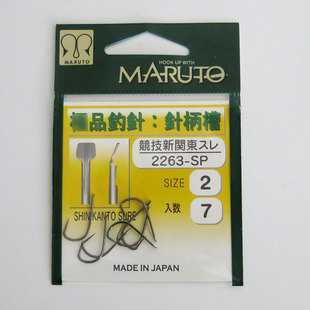 MARUTO
HOOK UP WITH
MARUTO
極品釣針：針柄槽
競技新関東スレ
2263-SP
SIZE 2
入数 7
SHIN KANTO SURE
MADE IN JAPAN